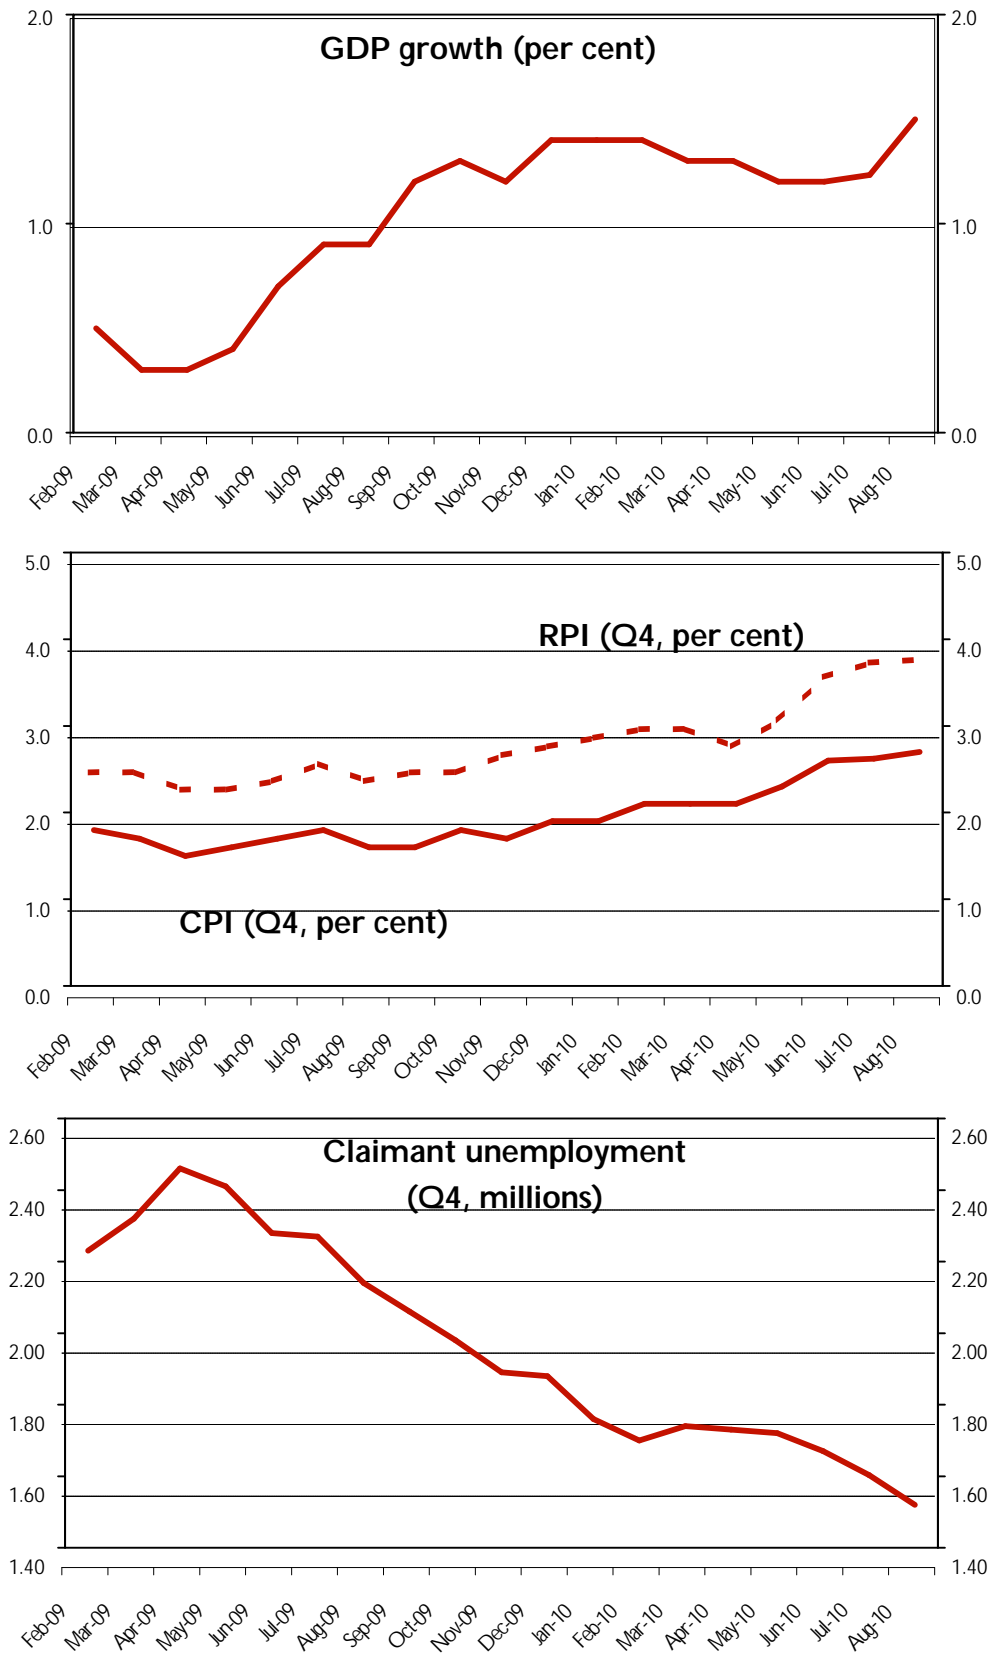 2.0 2.0
GDP growth (per cent)
1.0 1.0
0.0 0.0
Feb-09 Mar-09 Apr-09 May-09 Jun-09 Jul-09 Aug-09 Sep-09 Oct-09 Nov-09 Dec-09 Jan-10 Feb-10 Mar-10 Apr-10 May-10 Jun-10 Jul-10 Aug-10
5.0 5.0
RPI (Q4, per cent)
4.0 4.0
3.0 3.0
2.0 2.0
1.0 1.0
CPI (Q4, per cent)
0.0 0.0
Feb-09 Mar-09 Apr-09 May-09 Jun-09 Jul-09 Aug-09 Sep-09 Oct-09 Nov-09 Dec-09 Jan-10 Feb-10 Mar-10 Apr-10 May-10 Jun-10 Jul-10 Aug-10
2.60 2.60
Claimant unemployment
(Q4, millions)
2.40 2.40
2.20 2.20
2.00 2.00
1.80 1.80
1.60 1.60
1.40 1.40
Feb-09 Mar-09 Apr-09 May-09 Jun-09 Jul-09 Aug-09 Sep-09 Oct-09 Nov-09 Dec-09 Jan-10 Feb-10 Mar-10 Apr-10 May-10 Jun-10 Jul-10 Aug-10